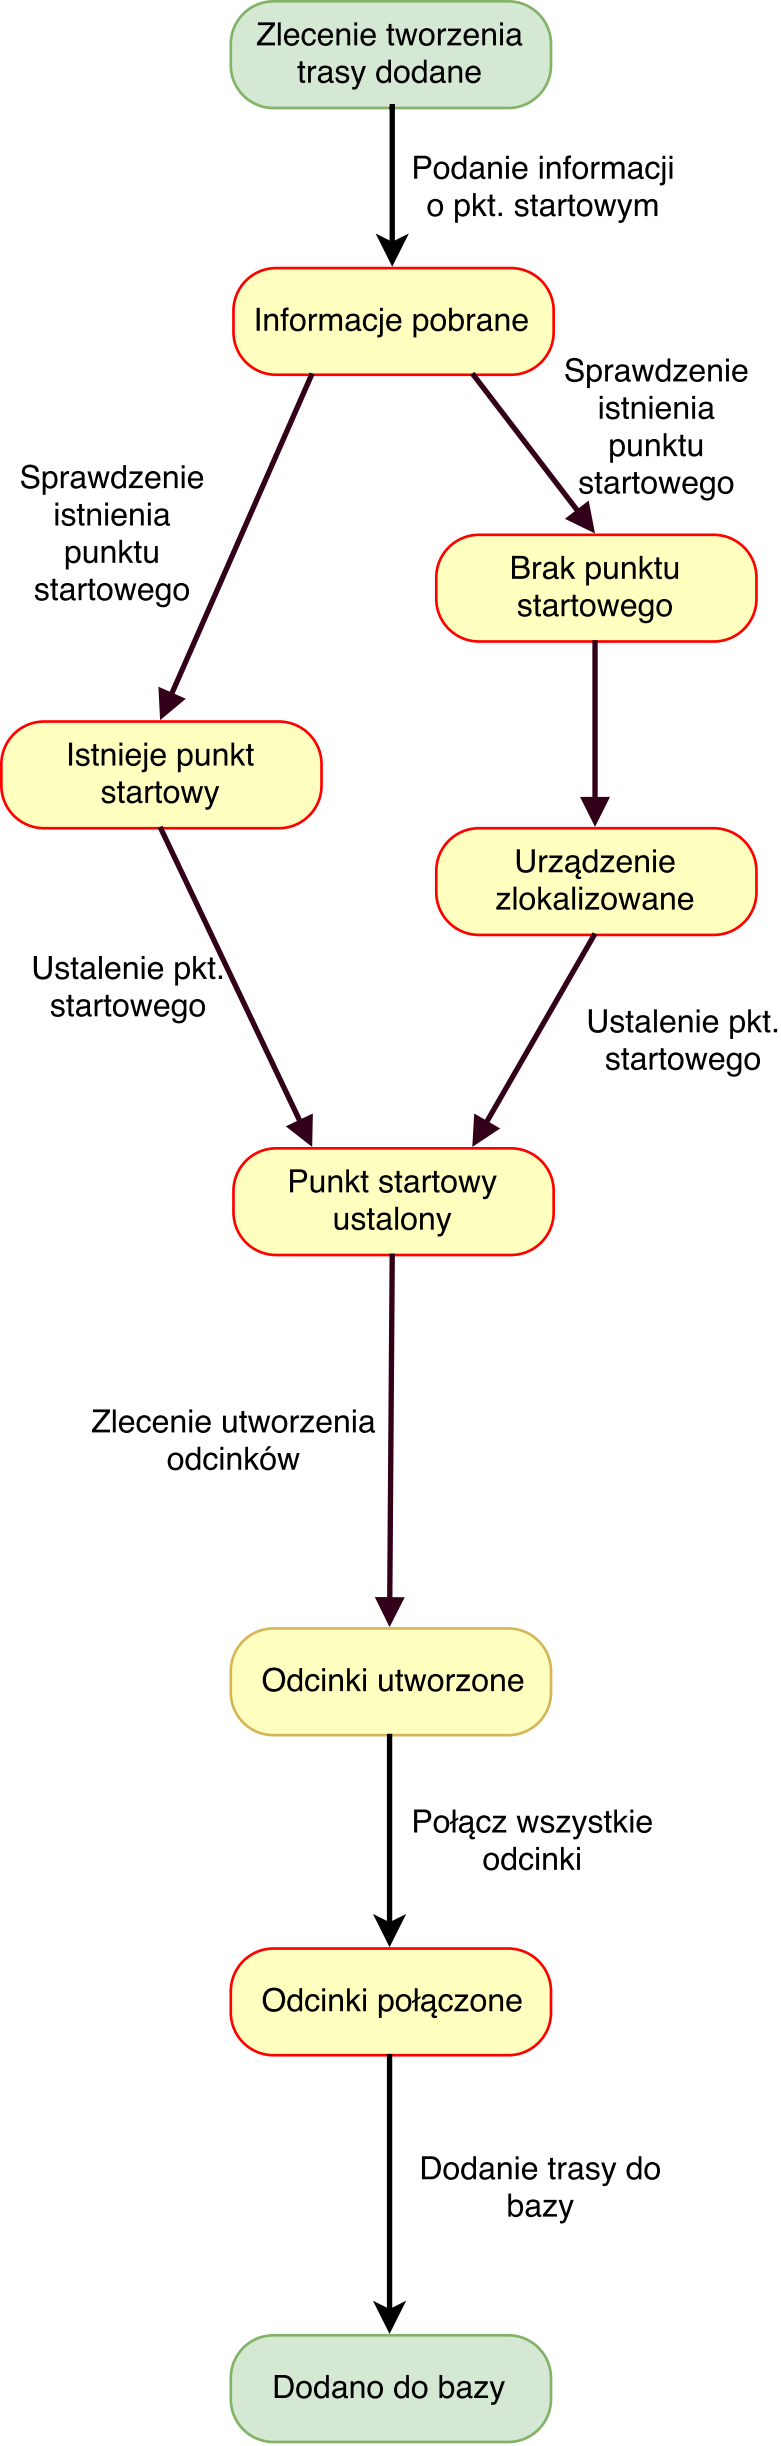 Zlecenie tworzenia
trasy dodane
Podanie informacji
o pkt. startowym
Informacje pobrane
Sprawdzenie
istnienia
punktu
startowego
Sprawdzenie
istnienia
punktu
startowego
Brak punktu
startowego
Istnieje punkt
startowy
Urządzenie
zlokalizowane
Ustalenie pkt.
startowego
Ustalenie pkt.
startowego
Punkt startowy
ustalony
Zlecenie utworzenia
odcinków
Odcinki utworzone
Połącz wszystkie
odcinki
Odcinki połączone
Dodanie trasy do
bazy
Dodano do bazy